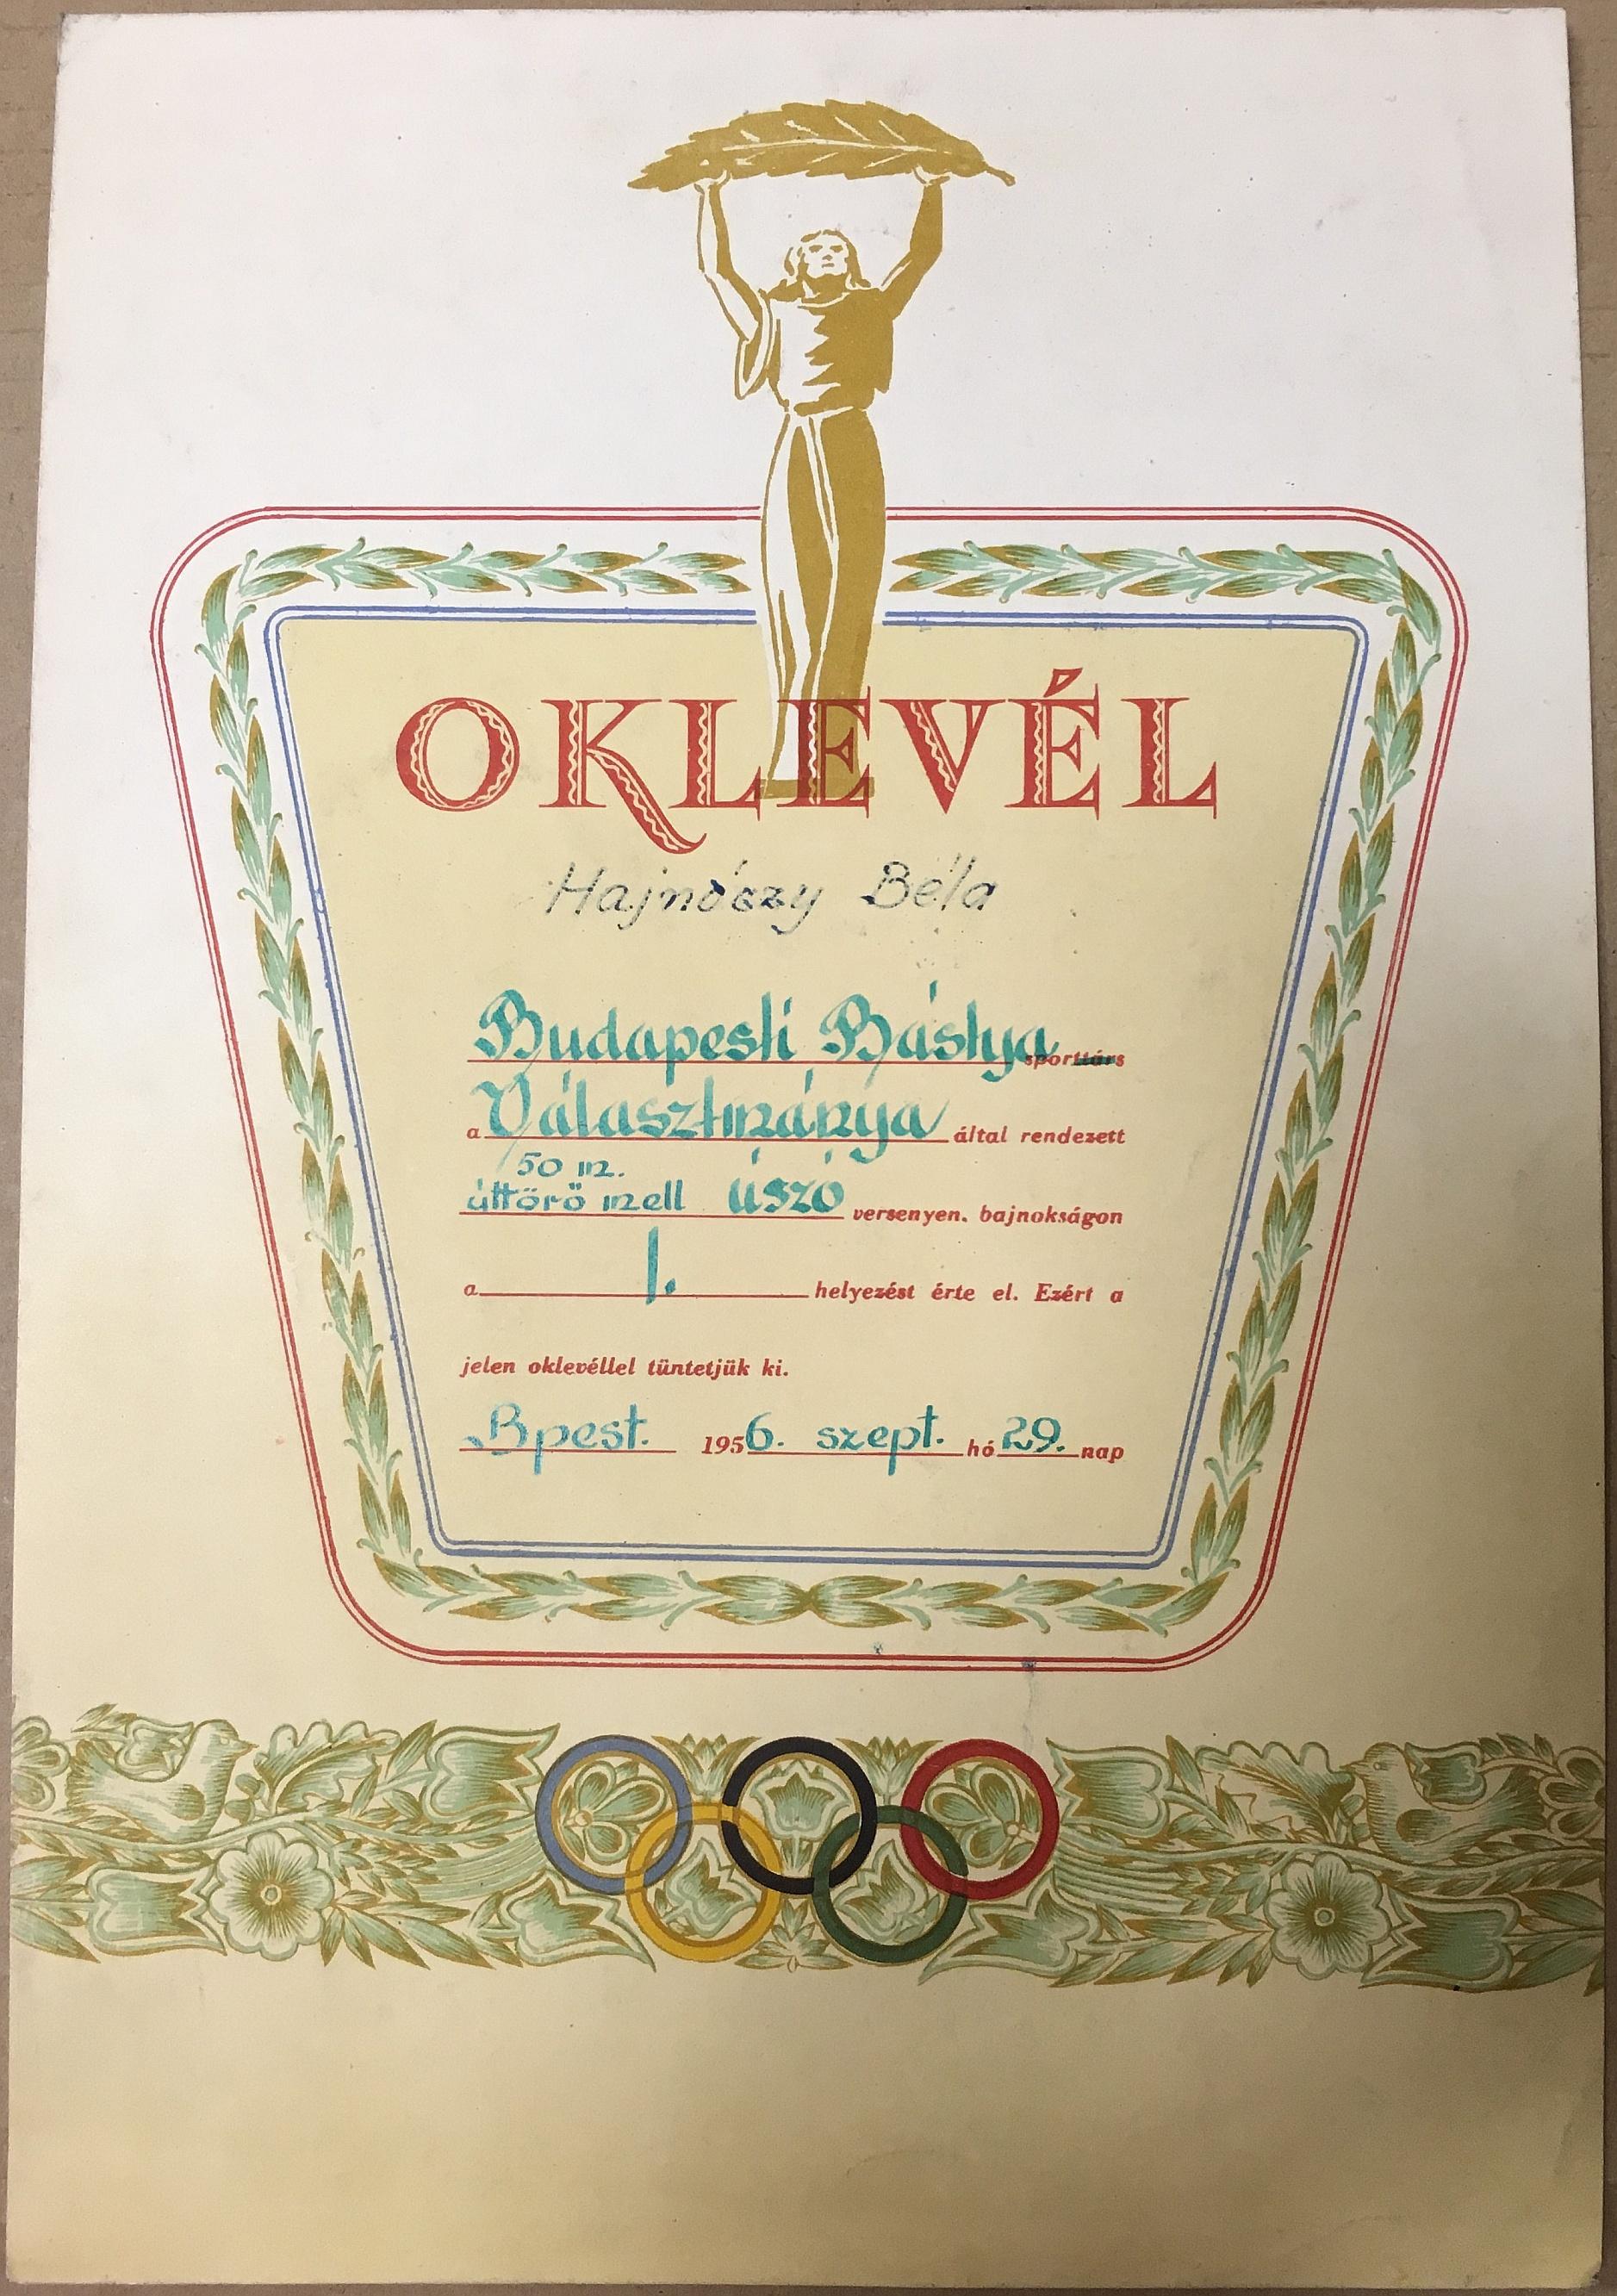 OKLEVÉL
Hajnóczy Béla
Budapesti Bástya sporttárs
a Választmánya által rendezett
50 m.
úttörő mell úszó versenyen. bajnokságon
a I. helyezést érte el. Ezért a
jelen oklevéllel tüntetjük ki.
Bpest. 1956. szept. hó 29. nap